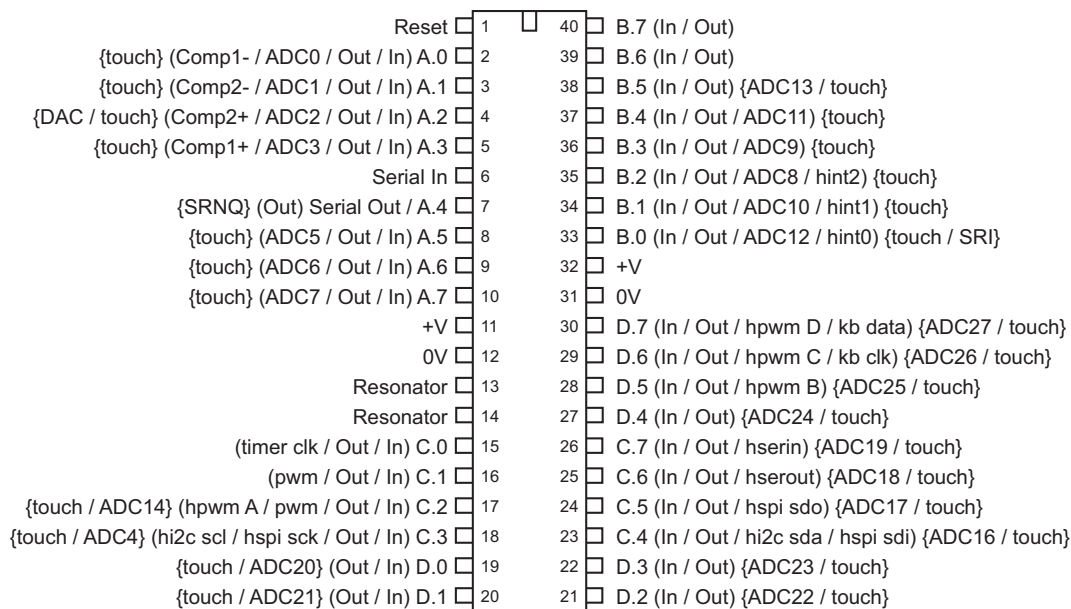 Reset 1 40 B.7 (In / Out)
{touch} (Comp1- / ADC0 / Out / In) A.0 2 39 B.6 (In / Out)
{touch} (Comp2- / ADC1 / Out / In) A.1 3 38 B.5 (In / Out) {ADC13 / touch}
{DAC / touch} (Comp2+ / ADC2 / Out / In) A.2 4 37 B.4 (In / Out / ADC11) {touch}
{touch} (Comp1+ / ADC3 / Out / In) A.3 5 36 B.3 (In / Out / ADC9) {touch}
Serial In 6 35 B.2 (In / Out / ADC8 / hint2) {touch}
{SRNQ} (Out) Serial Out / A.4 7 34 B.1 (In / Out / ADC10 / hint1) {touch}
{touch} (ADC5 / Out / In) A.5 8 33 B.0 (In / Out / ADC12 / hint0) {touch / SRI}
{touch} (ADC6 / Out / In) A.6 9 32 +V
{touch} (ADC7 / Out / In) A.7 10 31 0V
+V 11 30 D.7 (In / Out / hpwm D / kb data) {ADC27 / touch}
0V 12 29 D.6 (In / Out / hpwm C / kb clk) {ADC26 / touch}
Resonator 13 28 D.5 (In / Out / hpwm B) {ADC25 / touch}
Resonator 14 27 D.4 (In / Out) {ADC24 / touch}
(timer clk / Out / In) C.0 15 26 C.7 (In / Out / hserin) {ADC19 / touch}
(pwm / Out / In) C.1 16 25 C.6 (In / Out / hserout) {ADC18 / touch}
{touch / ADC14} (hpwm A / pwm / Out / In) C.2 17 24 C.5 (In / Out / hspi sdo) {ADC17 / touch}
{touch / ADC4} (hi2c scl / hspi sck / Out / In) C.3 18 23 C.4 (In / Out / hi2c sda / hspi sdi) {ADC16 / touch}
{touch / ADC20} (Out / In) D.0 19 22 D.3 (In / Out) {ADC23 / touch}
{touch / ADC21} (Out / In) D.1 20 21 D.2 (In / Out) {ADC22 / touch}